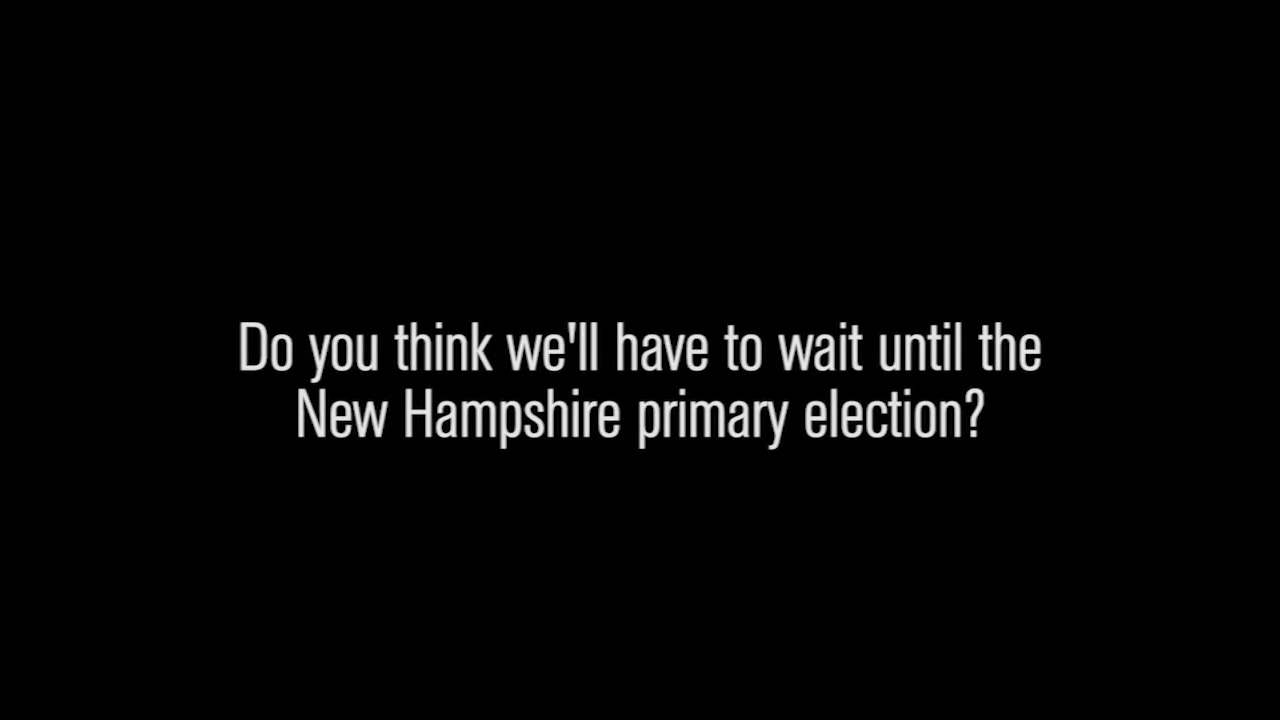 Do you think we'll have to wait until the
New Hampshire primary election?